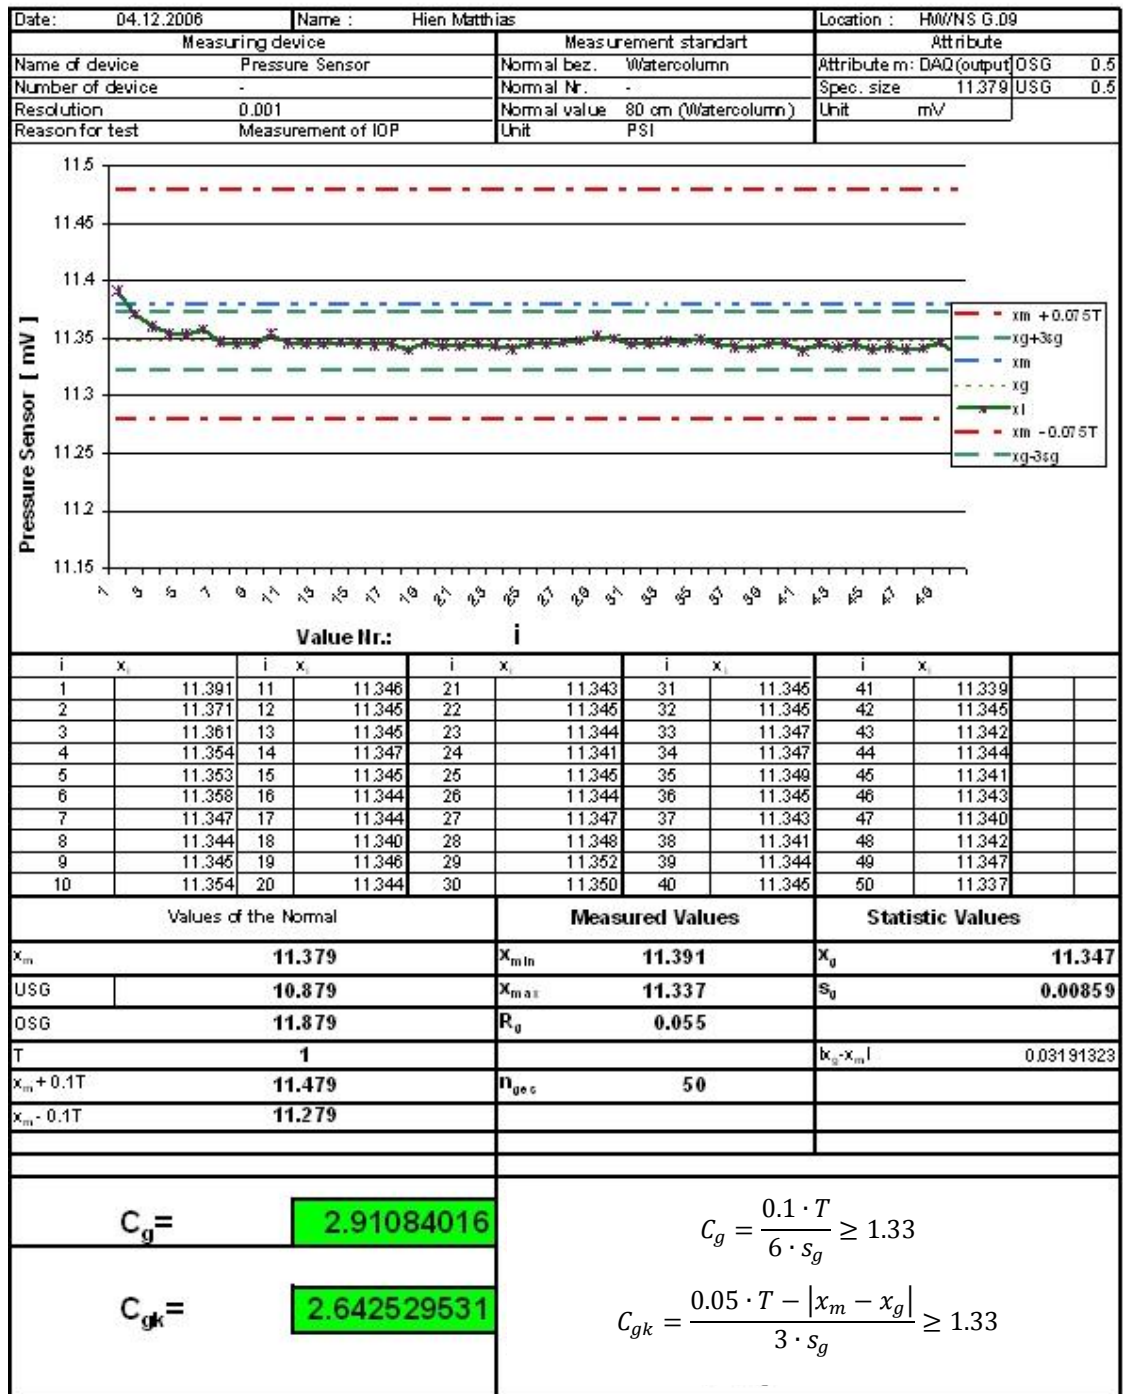 Date: 04.12.2006 Name : Hien Matthias Location : HW/NS G.09
Measuring device Measurement standart Attribute
Name of device Pressure Sensor Normal bez. Watercolumn Attribute m: DAQ(output) OSG 0.5
Number of device - Normal Nr. - Spec. size 11.379 USG 0.5
Resolution 0.001 Normal value 80 cm (Watercolumn) Unit mV
Reason for test Measurement of IOP Unit PSI
Pressure Sensor [ mV ]
11.5
11.45
11.4
11.35
11.3
11.25
11.2
11.15
xm +0.075T
xg+3sg
xm
xg
xI
xm -0.075T
xg-3sg
1 3 5 7 9 11 13 15 17 19 21 23 25 27 29 31 33 35 37 39 41 43 45 47 49
Value Nr.: i
i xi i xi i xi i xi i xi
1 11.391 11 11.346 21 11.343 31 11.345 41 11.339
2 11.371 12 11.345 22 11.345 32 11.345 42 11.345
3 11.361 13 11.345 23 11.344 33 11.347 43 11.342
4 11.354 14 11.347 24 11.341 34 11.347 44 11.344
5 11.353 15 11.345 25 11.345 35 11.349 45 11.341
6 11.358 16 11.344 26 11.344 36 11.345 46 11.343
7 11.347 17 11.344 27 11.347 37 11.343 47 11.340
8 11.344 18 11.340 28 11.348 38 11.341 48 11.342
9 11.345 19 11.346 29 11.352 39 11.344 49 11.347
10 11.354 20 11.344 30 11.350 40 11.345 50 11.337
Values of the Normal Measured Values Statistic Values
xm 11.379 xmin 11.391 xg 11.347
USG 10.879 xmax 11.337 sg 0.00859
OSG 11.879 Rg 0.055
T 1 |xg-xm| 0.03191323
xm + 0.1T 11.479 nges 50
xm - 0.1T 11.279
Cg= 2.91084016
Cg = 0.1 · T / 6 · sg ≥ 1.33
Cgk= 2.642529531
Cgk = 0.05 · T − |xm − xg| / 3 · sg ≥ 1.33